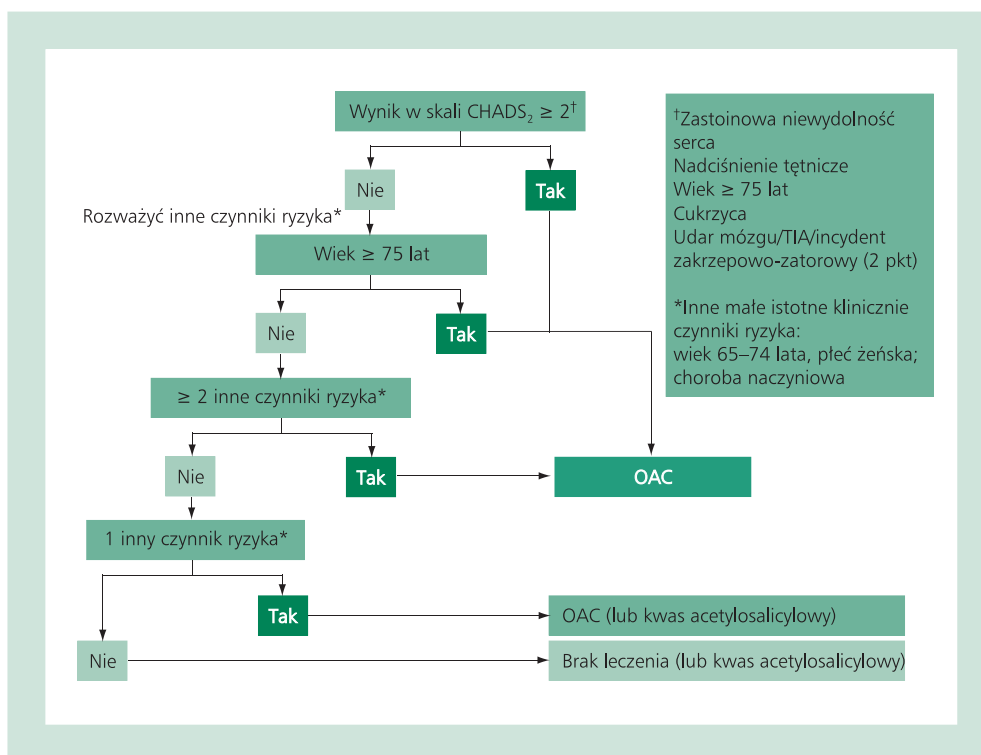 Wynik w skali CHADS₂ ≥ 2†
Nie
Tak
Rozważyć inne czynniki ryzyka*
Wiek ≥ 75 lat
Nie
Tak
≥ 2 inne czynniki ryzyka*
Nie
Tak
OAC
1 inny czynnik ryzyka*
Tak
OAC (lub kwas acetylosalicylowy)
Nie
Brak leczenia (lub kwas acetylosalicylowy)
†Zastoinowa niewydolność
serca
Nadciśnienie tętnicze
Wiek ≥ 75 lat
Cukrzyca
Udar mózgu/TIA/incydent
zakrzepowo-zatorowy (2 pkt)
*Inne małe istotne klinicznie
czynniki ryzyka:
wiek 65–74 lata, płeć żeńska;
choroba naczyniowa